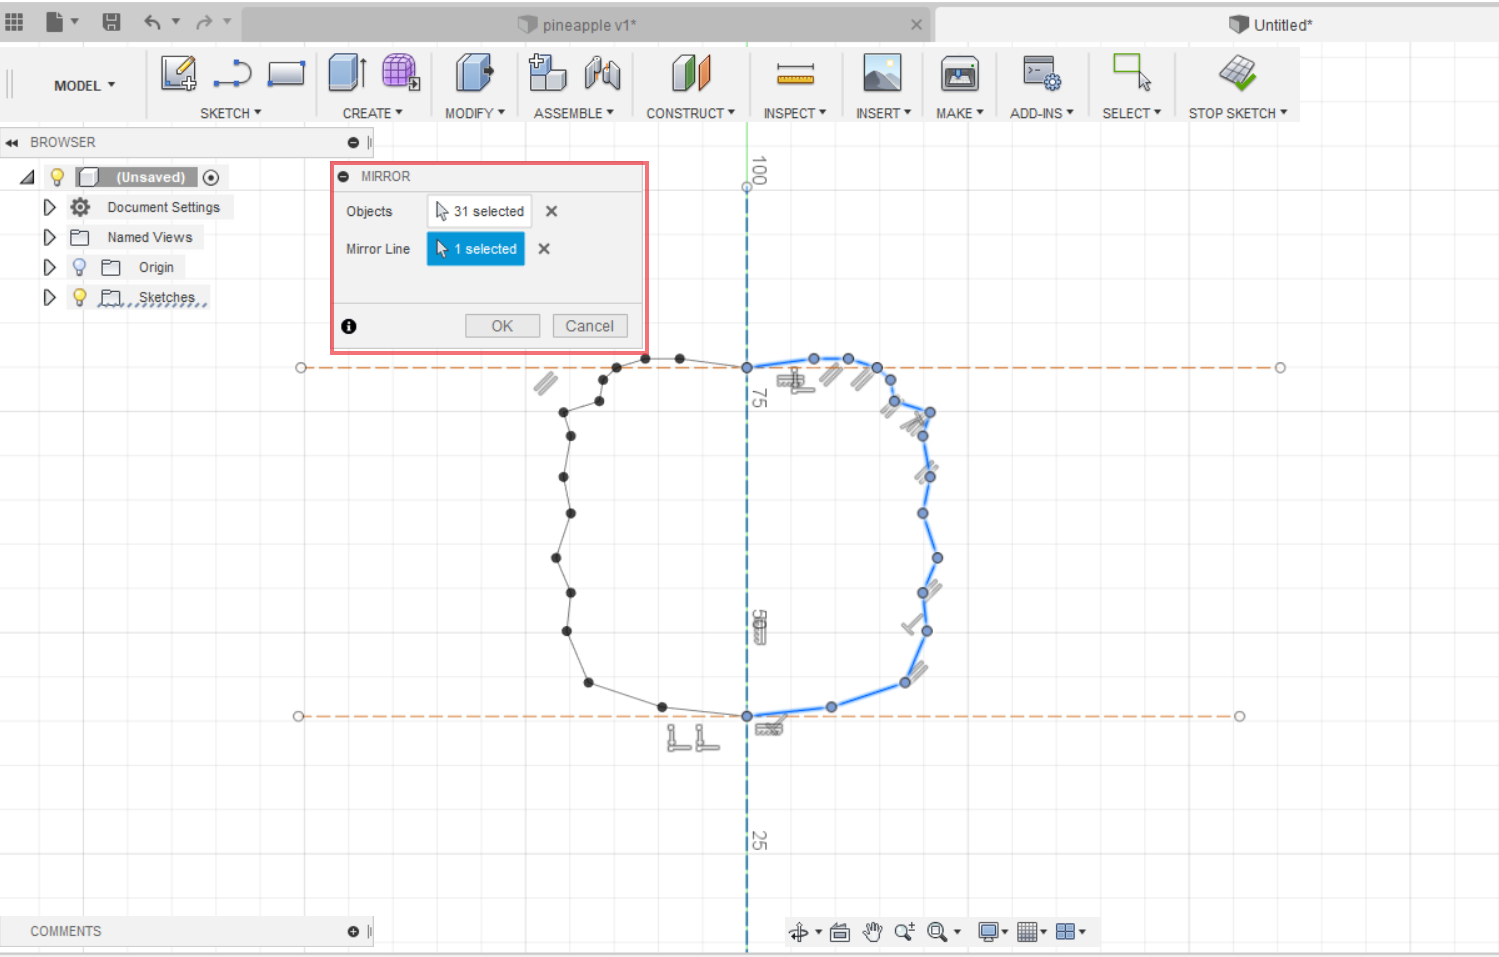 pineapple v1*
Untitled*
MODEL
SKETCH
CREATE
MODIFY
ASSEMBLE
CONSTRUCT
INSPECT
INSERT
MAKE
ADD-INS
SELECT
STOP SKETCH
BROWSER
(Unsaved)
Document Settings
Named Views
Origin
Sketches
MIRROR
Objects
31 selected
Mirror Line
1 selected
OK
Cancel
100
75
50
25
COMMENTS